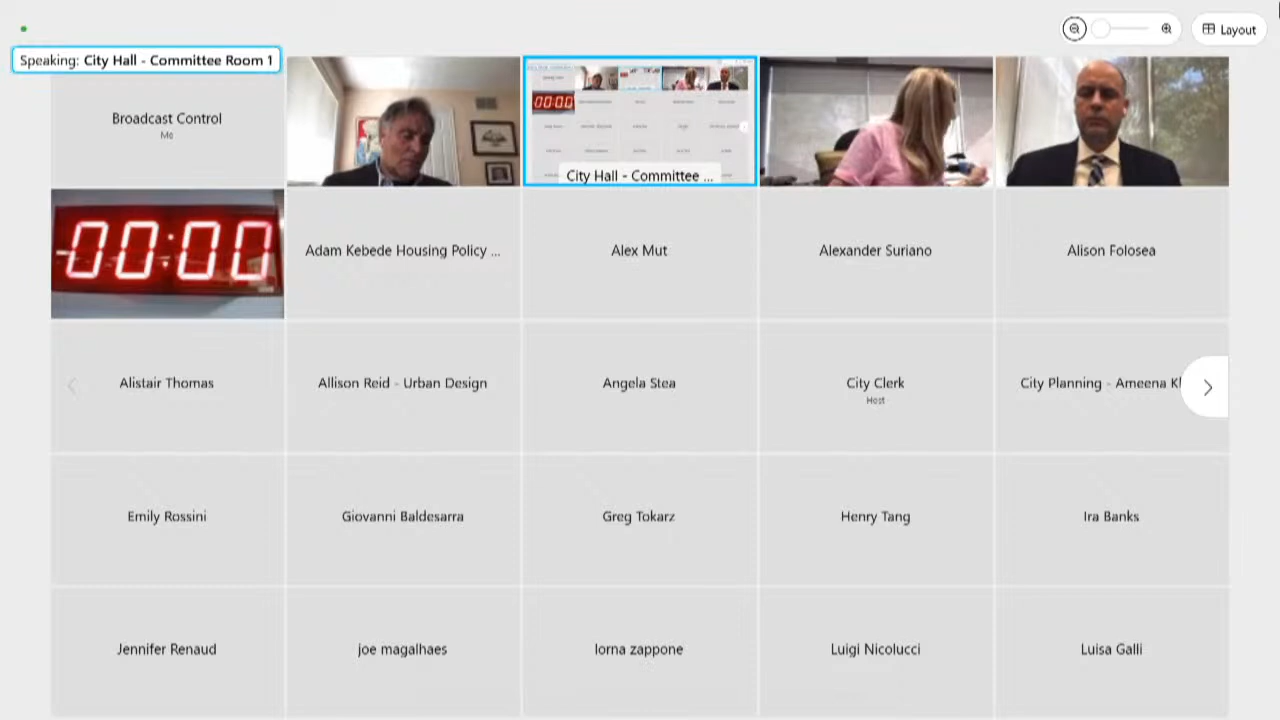 Layout
Speaking: City Hall - Committee Room 1
Broadcast Control
Me
City Hall - Committee ...
00:00
Adam Kebede Housing Policy ...
Alex Mut
Alexander Suriano
Alison Folosea
Alistair Thomas
Allison Reid - Urban Design
Angela Stea
City Clerk
Host
City Planning - Ameena
Emily Rossini
Giovanni Baldesarra
Greg Tokarz
Henry Tang
Ira Banks
Jennifer Renaud
joe magalhaes
lorna zappone
Luigi Nicolucci
Luisa Galli